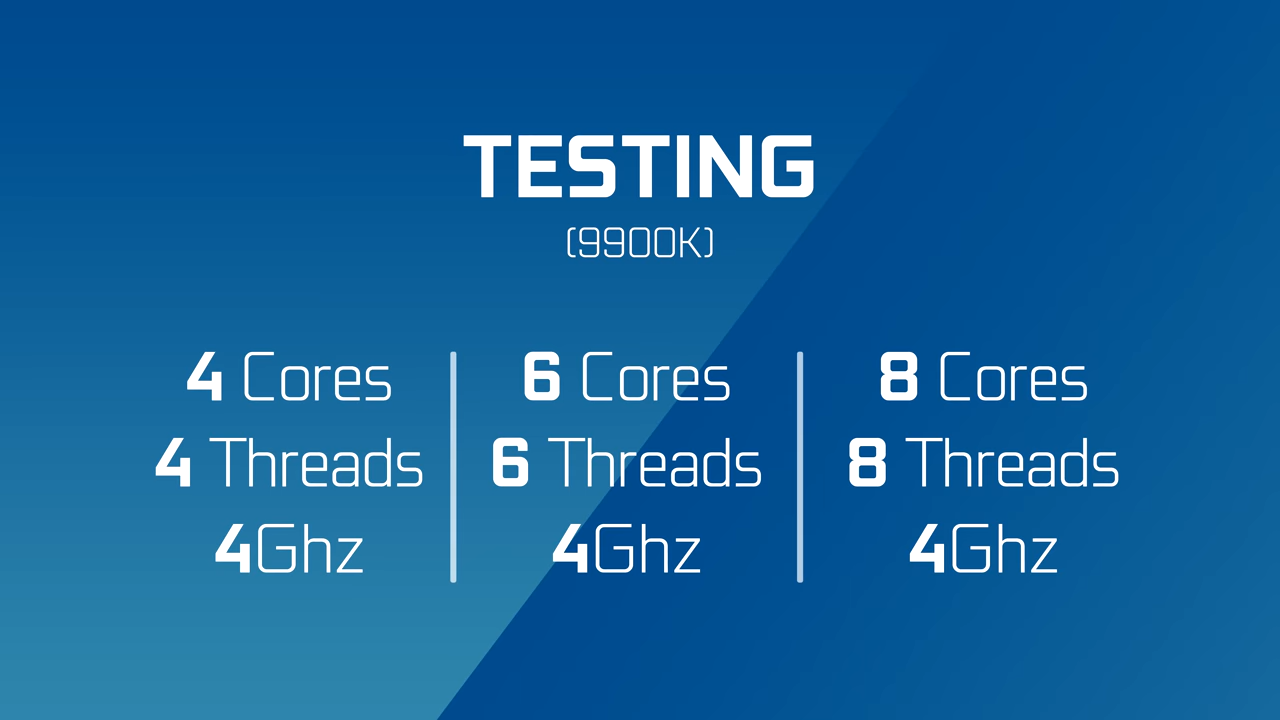 TESTING
(9900K)
4 Cores
4 Threads
4Ghz
6 Cores
6 Threads
4Ghz
8 Cores
8 Threads
4Ghz